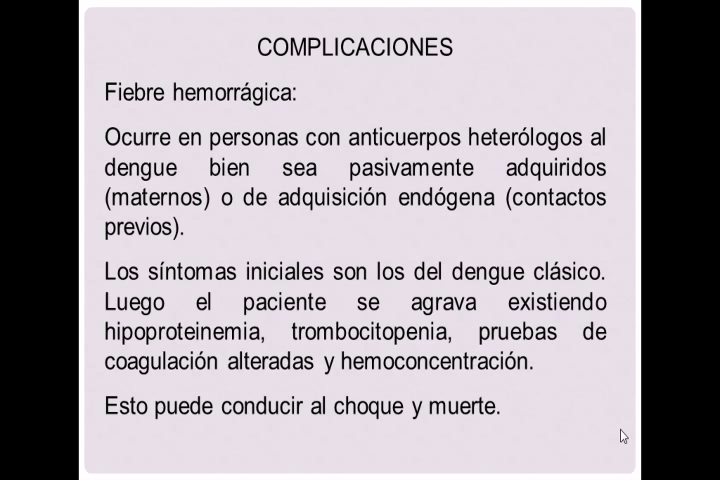 COMPLICACIONES
Fiebre hemorrágica:
Ocurre en personas con anticuerpos heterólogos al
dengue bien sea pasivamente adquiridos
(maternos) o de adquisición endógena (contactos
previos).
Los síntomas iniciales son los del dengue clásico.
Luego el paciente se agrava existiendo
hipoproteinemia, trombocitopenia, pruebas de
coagulación alteradas y hemoconcentración.
Esto puede conducir al choque y muerte.